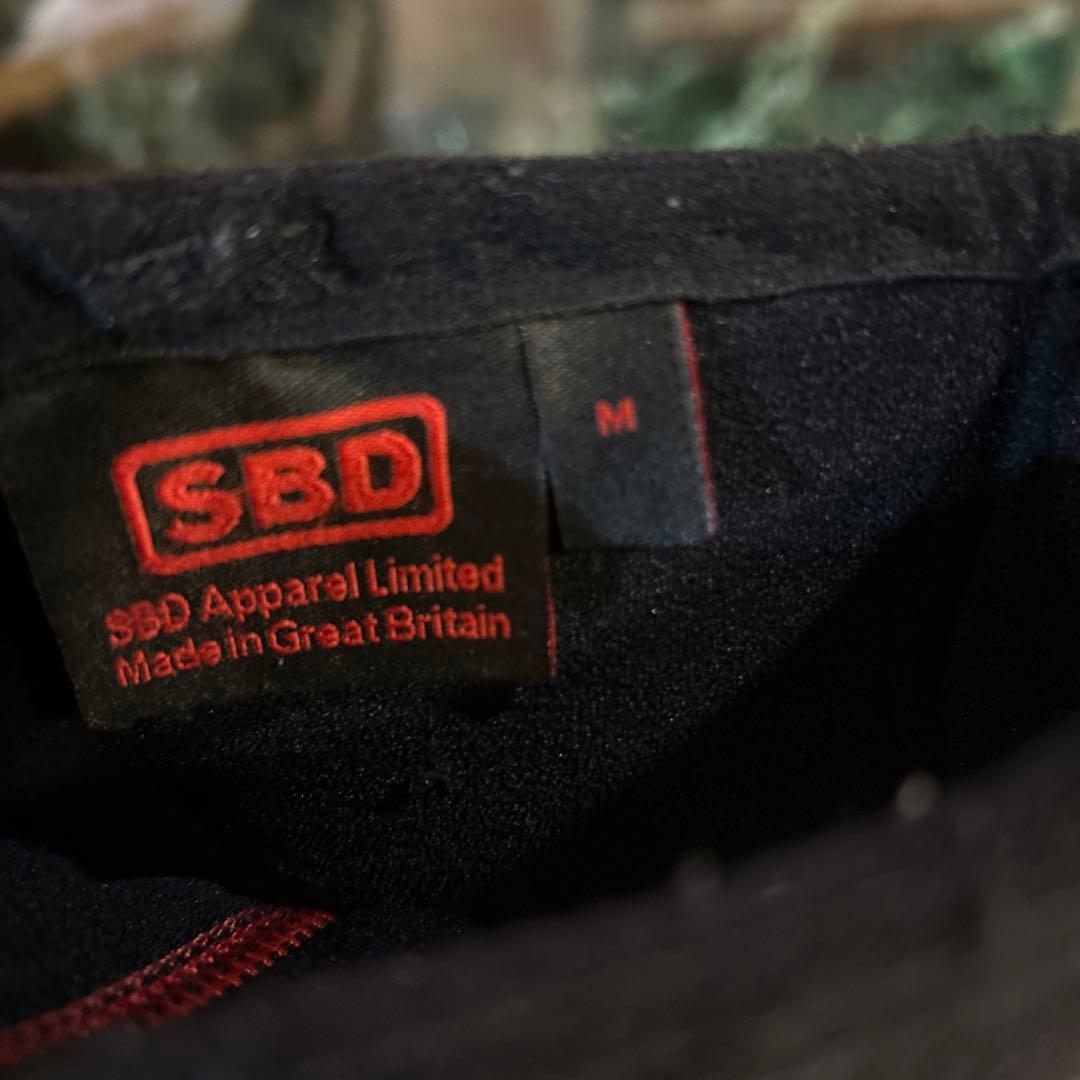 SBD
M
SBD Apparel Limited
Made in Great Britain